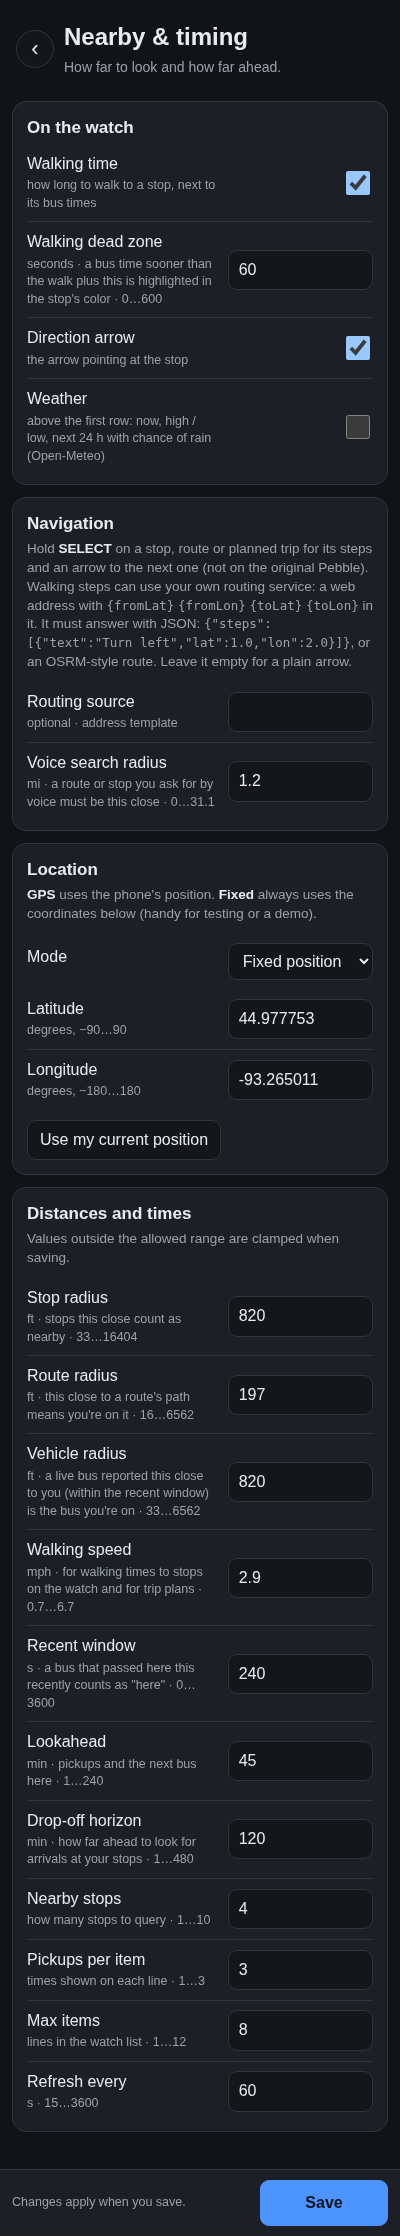 ‹
Nearby & timing
How far to look and how far ahead.
On the watch
Walking time
how long to walk to a stop, next to
its bus times
Walking dead zone
seconds · a bus time sooner than
the walk plus this is highlighted in
the stop's color · 0…600
60
Direction arrow
the arrow pointing at the stop
Weather
above the first row: now, high /
low, next 24 h with chance of rain
(Open-Meteo)
Navigation
Hold SELECT on a stop, route or planned trip for its steps
and an arrow to the next one (not on the original Pebble).
Walking steps can use your own routing service: a web
address with {fromLat} {fromLon} {toLat} {toLon} in
it. It must answer with JSON: {"steps":
[{"text":"Turn left","lat":1.0,"lon":2.0}]}, or
an OSRM-style route. Leave it empty for a plain arrow.
Routing source
optional · address template
Voice search radius
mi · a route or stop you ask for by
voice must be this close · 0…31.1
1.2
Location
GPS uses the phone's position. Fixed always uses the
coordinates below (handy for testing or a demo).
Mode
Fixed position
Latitude
degrees, −90…90
44.977753
Longitude
degrees, −180…180
-93.265011
Use my current position
Distances and times
Values outside the allowed range are clamped when
saving.
Stop radius
ft · stops this close count as
nearby · 33…16404
820
Route radius
ft · this close to a route's path
means you're on it · 16…6562
197
Vehicle radius
ft · a live bus reported this close
to you (within the recent window)
is the bus you're on · 33…6562
820
Walking speed
mph · for walking times to stops
on the watch and for trip plans ·
0.7…6.7
2.9
Recent window
s · a bus that passed here this
recently counts as "here" · 0…
3600
240
Lookahead
min · pickups and the next bus
here · 1…240
45
Drop-off horizon
min · how far ahead to look for
arrivals at your stops · 1…480
120
Nearby stops
how many stops to query · 1…10
4
Pickups per item
times shown on each line · 1…3
3
Max items
lines in the watch list · 1…12
8
Refresh every
s · 15…3600
60
Changes apply when you save.
Save